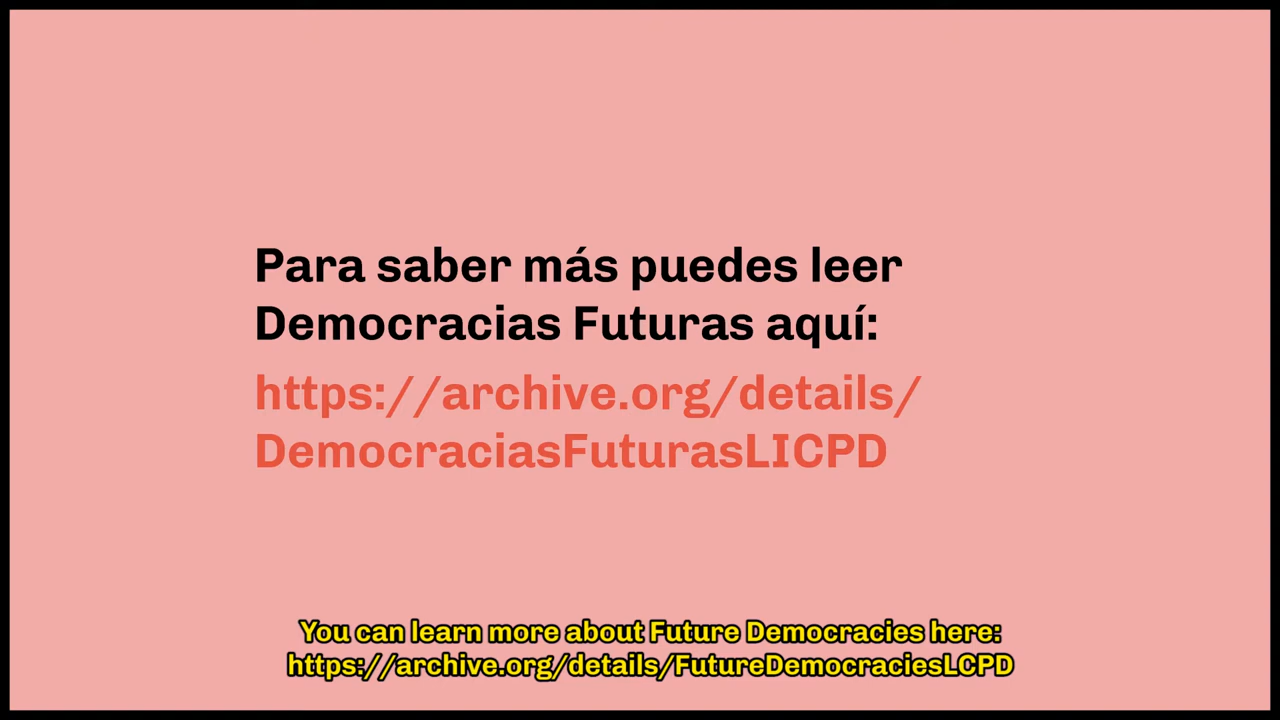 Para saber más puedes leer
Democracias Futuras aquí:
https://archive.org/details/
DemocraciasFuturasLICPD
You can learn more about Future Democracies here:
https://archive.org/details/FutureDemocraciesLCPD